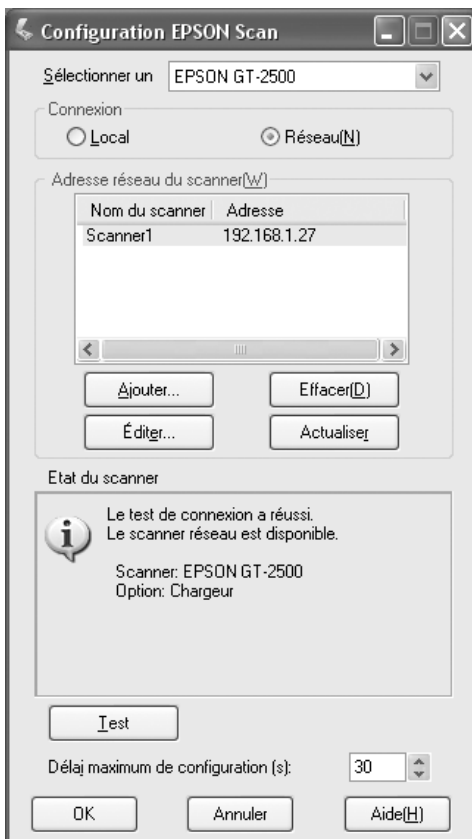 Configuration EPSON Scan
Sélectionner un EPSON GT-2500
Connexion
Local Réseau(N)
Adresse réseau du scanner(W)
Nom du scanner Adresse
Scanner1 192.168.1.27
Ajouter... Effacer(D)
Éditer... Actualiser
Etat du scanner
Le test de connexion a réussi.
Le scanner réseau est disponible.
Scanner: EPSON GT-2500
Option: Chargeur
Test
Délai maximum de configuration (s): 30
OK Annuler Aide(H)